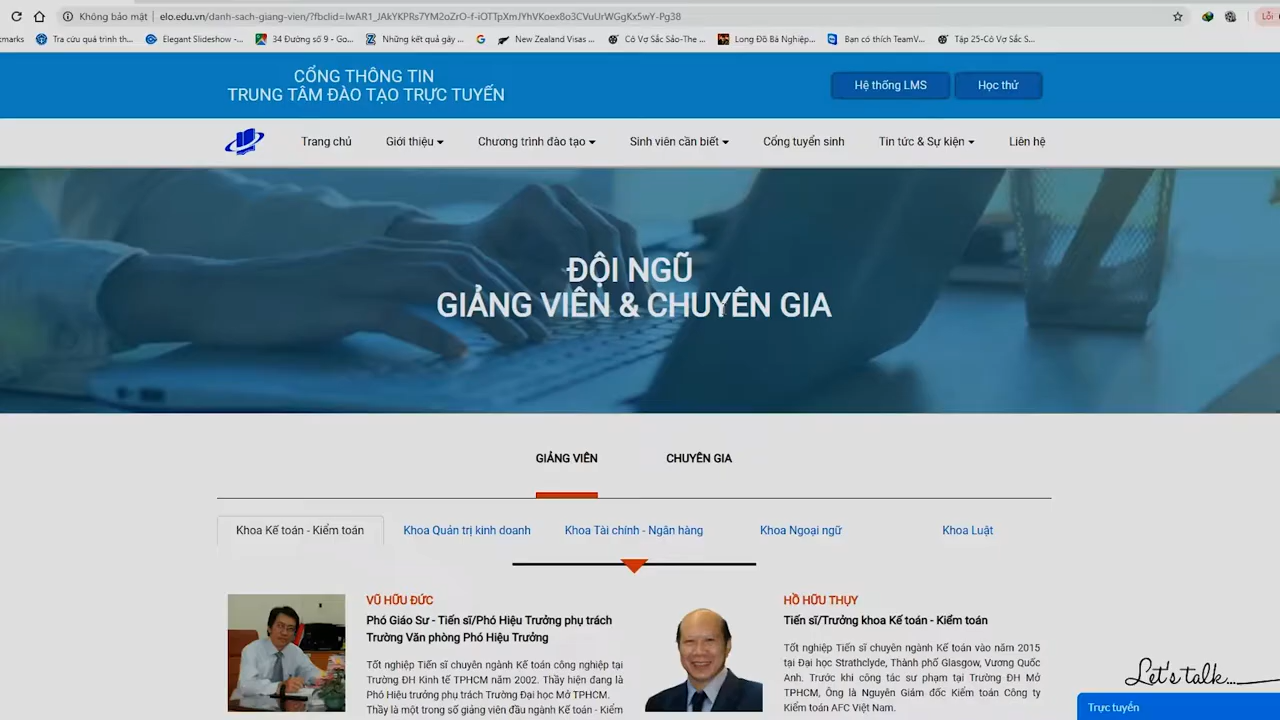 Không bảo mật | elo.edu.vn/danh-sach-giang-vien/?fbclid=IwAR1_JAkYKPRs7YM2oZrO-f-iOTTpXmJYhVKoex8o3CVuUrWGgKx5wY-Pg38
Lỗi
marks Tra cứu quá trình th... Elegant Slideshow -... 34 Đường số 9 - Go... Những kết quả gây ... New Zealand Visas ... Cô Vợ Sắc Sảo-The ... Long Đồ Bá Nghiệp... Bạn có thích TeamV... Tập 25-Cô Vợ Sắc S...
CỔNG THÔNG TIN
TRUNG TÂM ĐÀO TẠO TRỰC TUYẾN
Hệ thống LMS Học thử
Trang chủ Giới thiệu Chương trình đào tạo Sinh viên cần biết Cổng tuyển sinh Tin tức & Sự kiện Liên hệ
ĐỘI NGŨ
GIẢNG VIÊN & CHUYÊN GIA
GIẢNG VIÊN CHUYÊN GIA
Khoa Kế toán - Kiểm toán Khoa Quản trị kinh doanh Khoa Tài chính - Ngân hàng Khoa Ngoại ngữ Khoa Luật
VŨ HỮU ĐỨC
Phó Giáo Sư - Tiến sĩ/Phó Hiệu Trưởng phụ trách
Trường Văn phòng Phó Hiệu Trưởng
Tốt nghiệp Tiến sĩ chuyên ngành Kế toán công nghiệp tại
Trường ĐH Kinh tế TPHCM năm 2002. Thầy hiện đang là
Phó Hiệu trưởng phụ trách Trường Đại học Mở TPHCM.
Thầy là một trong số giảng viên đầu ngành Kế toán - Kiểm
HỒ HỮU THỤY
Tiến sĩ/Trưởng khoa Kế toán - Kiểm toán
Tốt nghiệp Tiến sĩ chuyên ngành Kế toán vào năm 2015
tại Đại học Strathclyde, Thành phố Glasgow, Vương Quốc
Anh. Trước khi công tác sư phạm tại Trường ĐH Mở
TPHCM, Ông là Nguyên Giám đốc Kiểm toán Công ty
Kiểm toán AFC Việt Nam.
Let's talk...
Trực tuyến